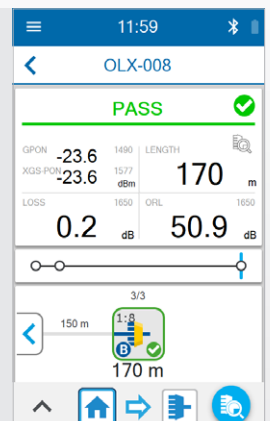 11:59
OLX-008
PASS
GPON -23.6 1490 LENGTH
XGS-PON -23.6 1577 dBm 170 m
LOSS 1650 ORL 1650
0.2 dB 50.9 dB
3/3
150 m 1:8
B
170 m